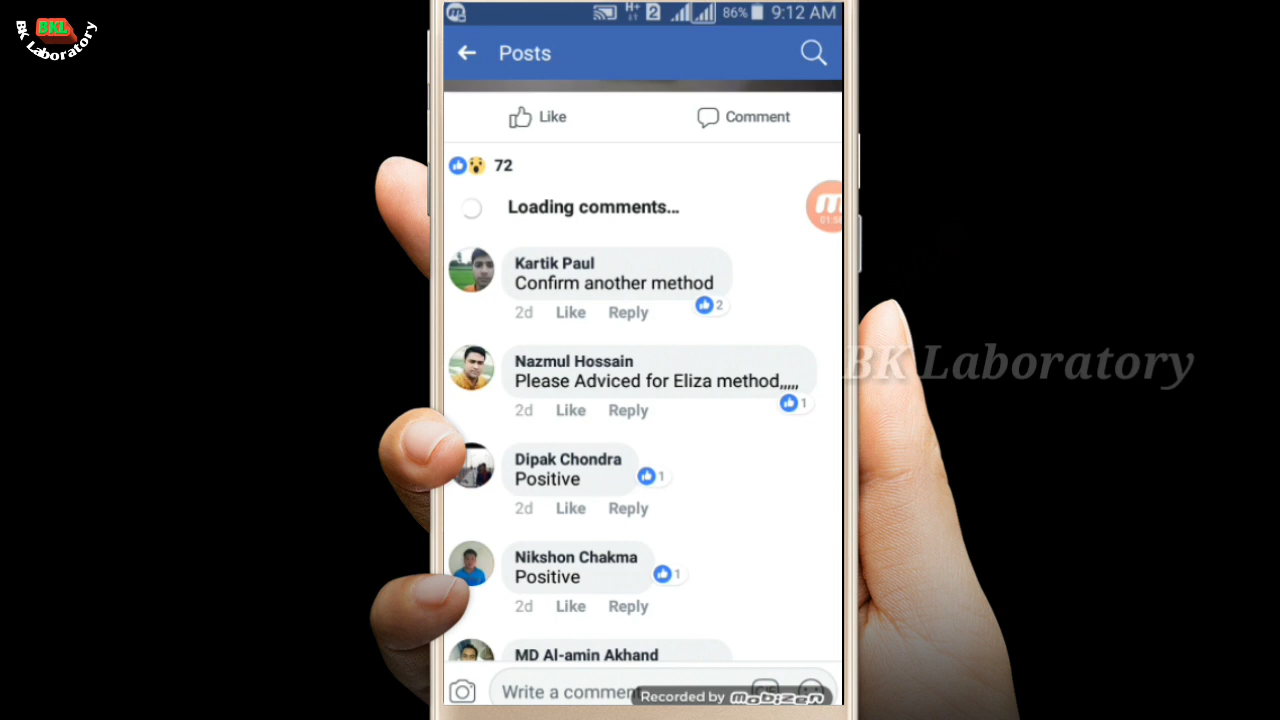 BKL
BK Laboratory
2
86%
9:12 AM
Posts
Like
Comment
72
Loading comments...
Kartik Paul
Confirm another method
2
2d Like Reply
Nazmul Hossain
Please Adviced for Eliza method,,,,,
1
2d Like Reply
BK Laboratory
Dipak Chondra
Positive
1
2d Like Reply
Nikshon Chakma
Positive
1
2d Like Reply
MD Al-amin Akhand
Write a comment
Recorded by mobizen